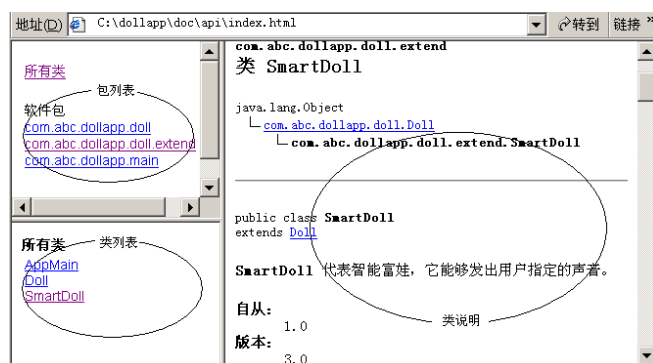 地址(D) C:\dollapp\doc\api\index.html 转到 链接 »
所有类
包列表
软件包
com.abc.dollapp.doll
com.abc.dollapp.doll.extend
com.abc.dollapp.main
所有类
类列表
AppMain
Doll
SmartDoll
com.abc.dollapp.doll.extend
类 SmartDoll
java.lang.Object
com.abc.dollapp.doll.Doll
com.abc.dollapp.doll.extend.SmartDoll
public class SmartDoll
extends Doll
SmartDoll 代表智能富娃，它能够发出用户指定的声音。
自从：
1.0
类说明
版本：
3.0